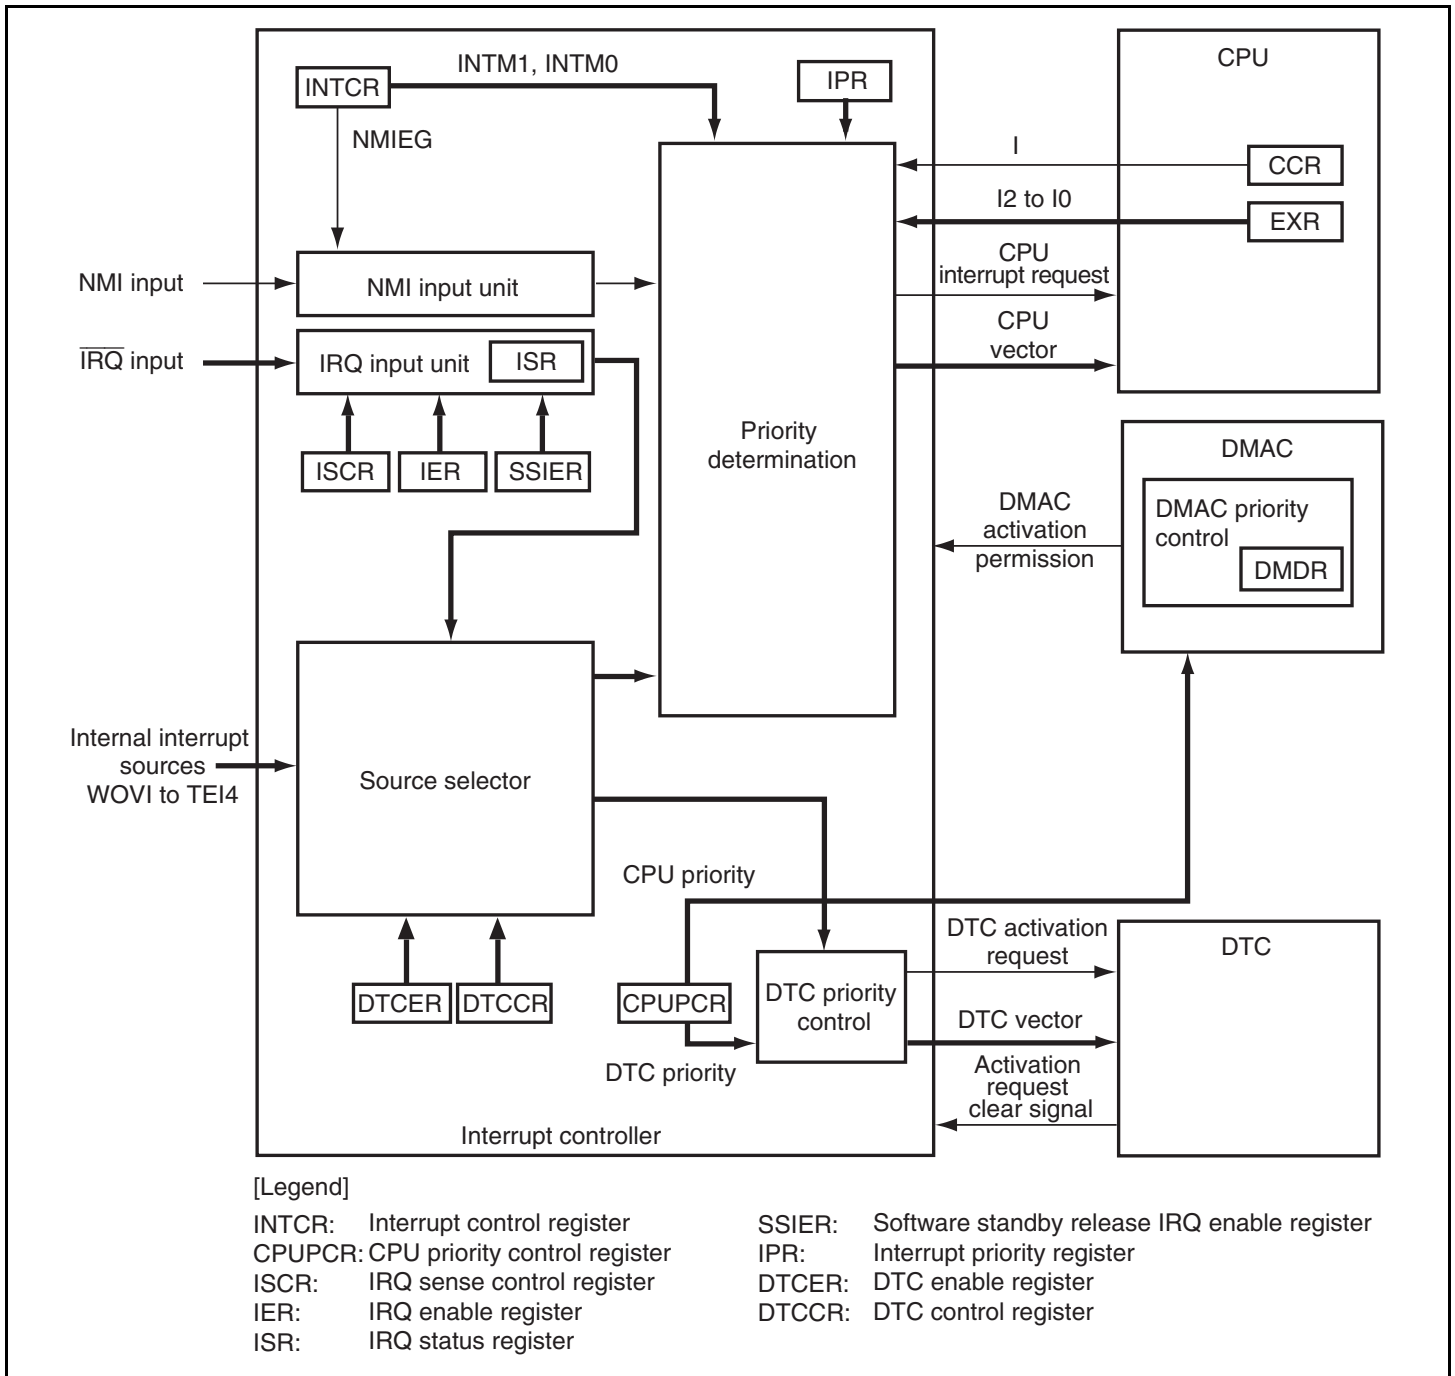 INTCR
INTM1, INTM0
IPR
CPU
NMIEG
I
CCR
I2 to I0
EXR
NMI input
NMI input unit
CPU
interrupt request
IRQ input
IRQ input unit
ISR
CPU
vector
ISCR
IER
SSIER
Priority
determination
DMAC
DMAC priority
control
DMDR
DMAC
activation
permission
Internal interrupt
sources
WOVI to TEI4
Source selector
CPU priority
DTC activation
request
DTC
DTCER
DTCCR
CPUPCR
DTC priority
control
DTC vector
DTC priority
Activation
request
clear signal
Interrupt controller
[Legend]
INTCR: Interrupt control register
CPUPCR: CPU priority control register
ISCR: IRQ sense control register
IER: IRQ enable register
ISR: IRQ status register
SSIER: Software standby release IRQ enable register
IPR: Interrupt priority register
DTCER: DTC enable register
DTCCR: DTC control register